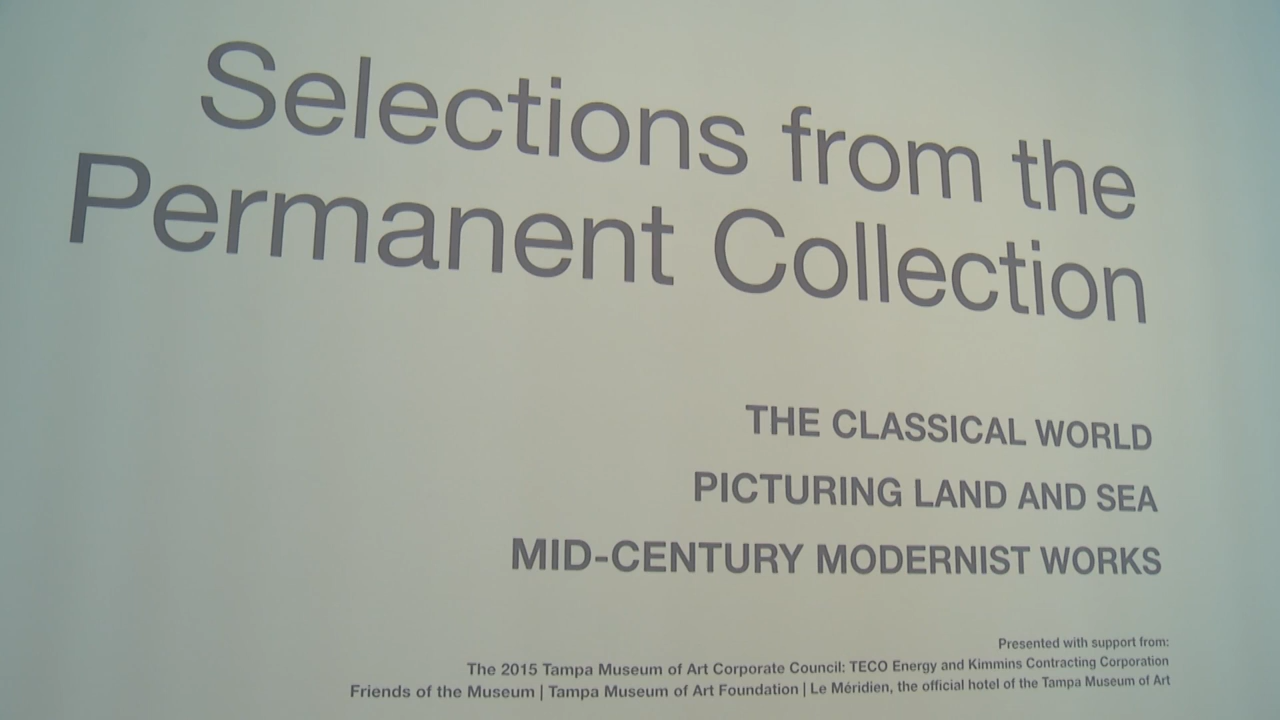 Selections from the
Permanent Collection
THE CLASSICAL WORLD
PICTURING LAND AND SEA
MID-CENTURY MODERNIST WORKS
Presented with support from:
The 2015 Tampa Museum of Art Corporate Council: TECO Energy and Kimmins Contracting Corporation
Friends of the Museum | Tampa Museum of Art Foundation | Le Méridien, the official hotel of the Tampa Museum of Art